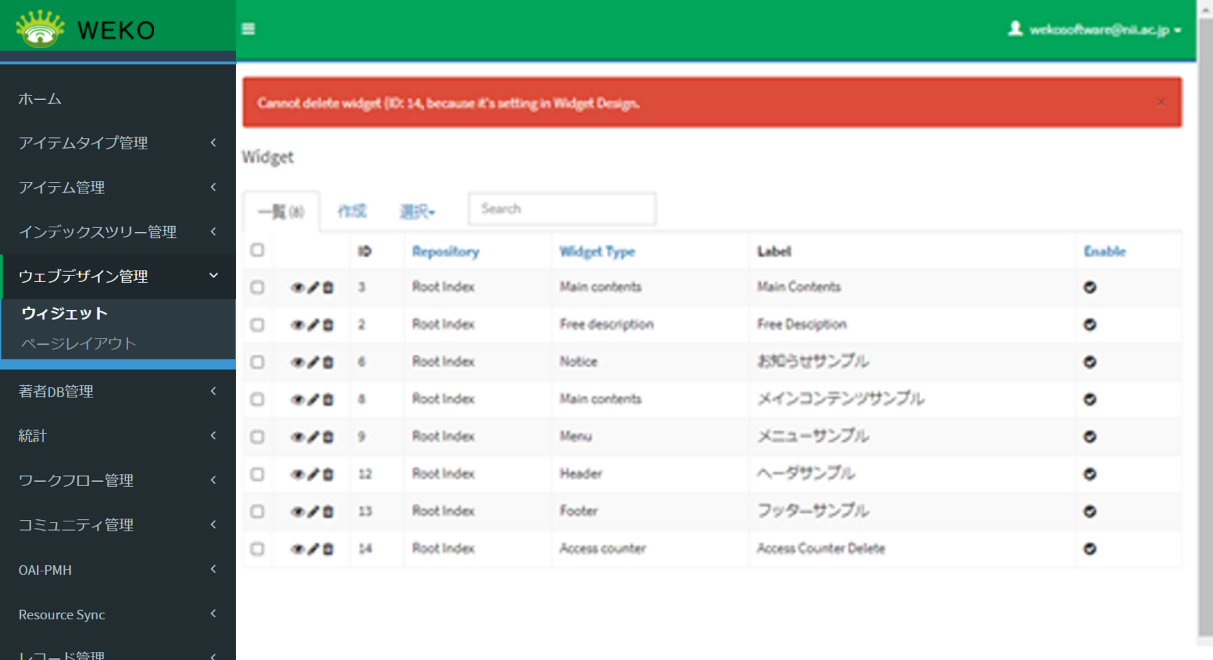 WEKO
wekosoftware@nii.ac.jp
ホーム
アイテムタイプ管理
アイテム管理
インデックスツリー管理
ウェブデザイン管理
ウィジェット
ページレイアウト
著者DB管理
統計
ワークフロー管理
コミュニティ管理
OAI-PMH
Resource Sync
レコード管理
Cannot delete widget (ID: 14, because it's setting in Widget Design. ×
Widget
一覧 (8) 作成 選択 Search
ID Repository Widget Type Label Enable
3 Root Index Main contents Main Contents
2 Root Index Free description Free Desciption
6 Root Index Notice お知らせサンプル
8 Root Index Main contents メインコンテンツサンプル
9 Root Index Menu メニューサンプル
12 Root Index Header ヘーダサンプル
13 Root Index Footer フッターサンプル
14 Root Index Access counter Access Counter Delete